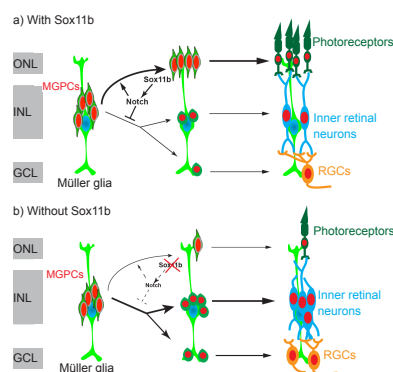 a) With Sox11b
Photoreceptors
ONL
MGPCs
Sox11b
Notch
INL
Inner retinal
neurons
GCL
Müller glia
RGCs
b) Without Sox11b
Photoreceptors
ONL
MGPCs
Sox11b
Notch
INL
Inner retinal
neurons
GCL
RGCs
Müller glia